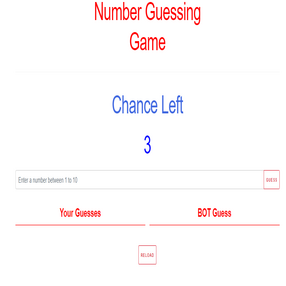 Number Guessing
Game
Chance Left
3
Enter a number between 1 to 10
GUESS
Your Guesses
BOT Guess
RELOAD